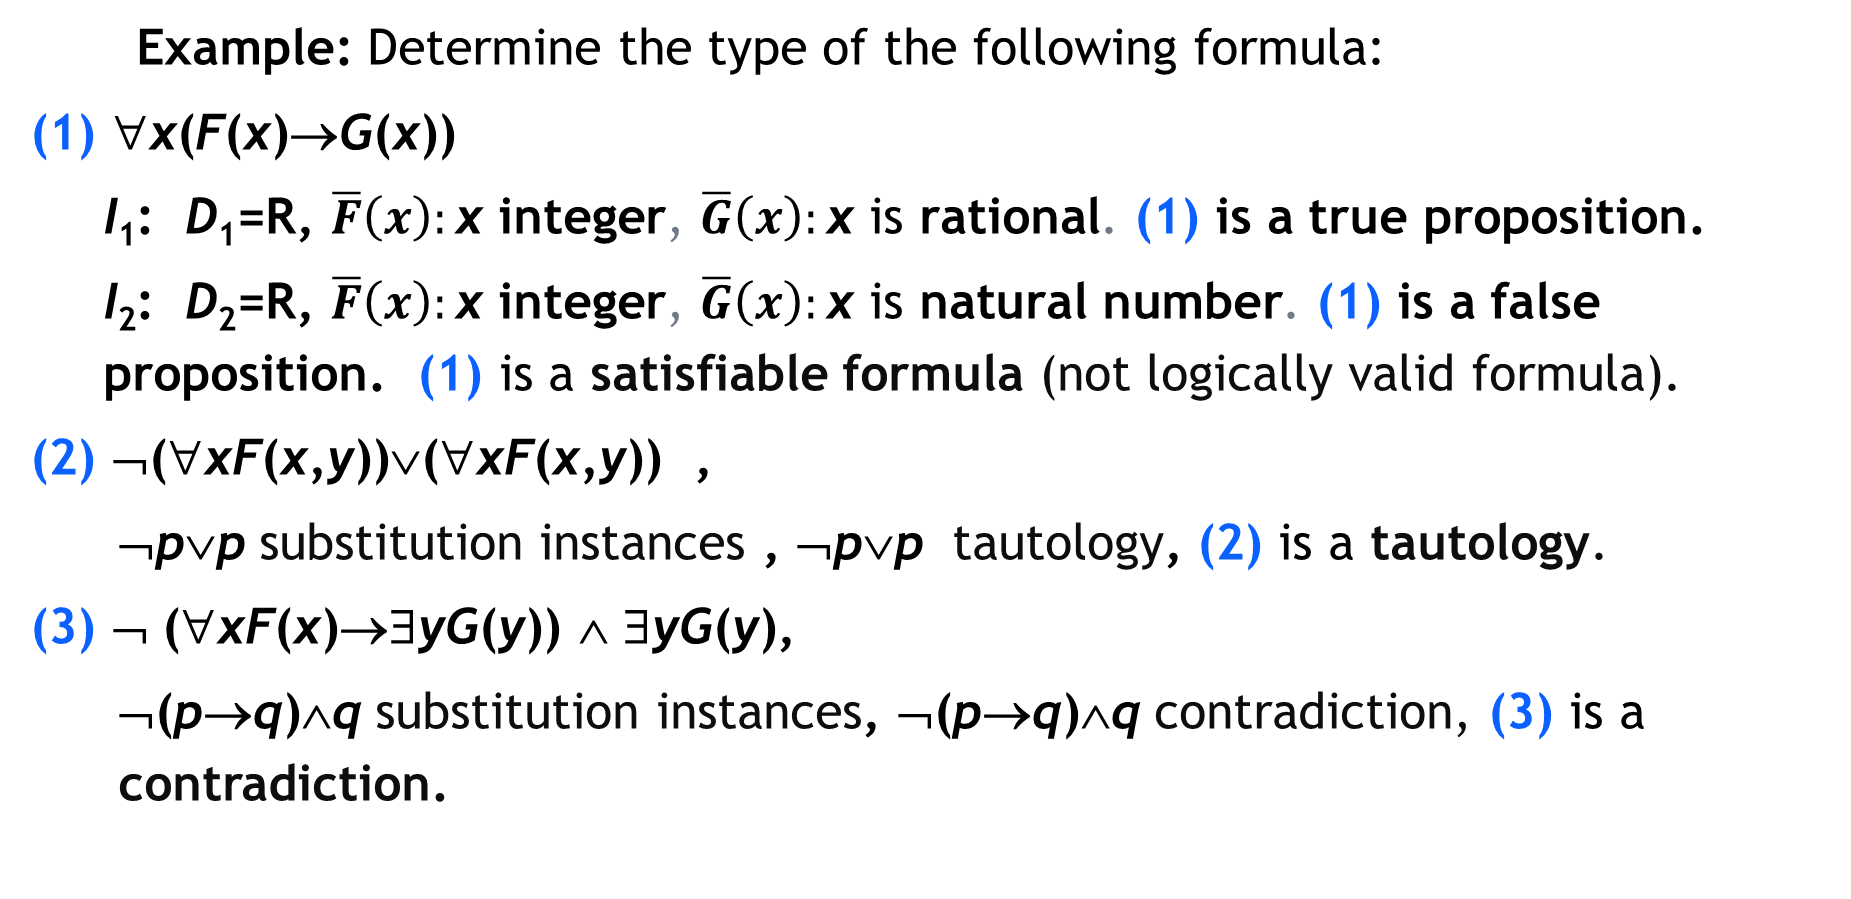 Example: Determine the type of the following formula:
(1) ∀x(F(x)→G(x))
I₁: D₁=R, F̅(x): x integer, G̅(x): x is rational. (1) is a true proposition.
I₂: D₂=R, F̅(x): x integer, G̅(x): x is natural number. (1) is a false
proposition. (1) is a satisfiable formula (not logically valid formula).
(2) ¬(∀xF(x,y))∨(∀xF(x,y)) ,
¬p∨p substitution instances , ¬p∨p tautology, (2) is a tautology.
(3) ¬ (∀xF(x)→∃yG(y)) ∧ ∃yG(y),
¬(p→q)∧q substitution instances, ¬(p→q)∧q contradiction, (3) is a
contradiction.